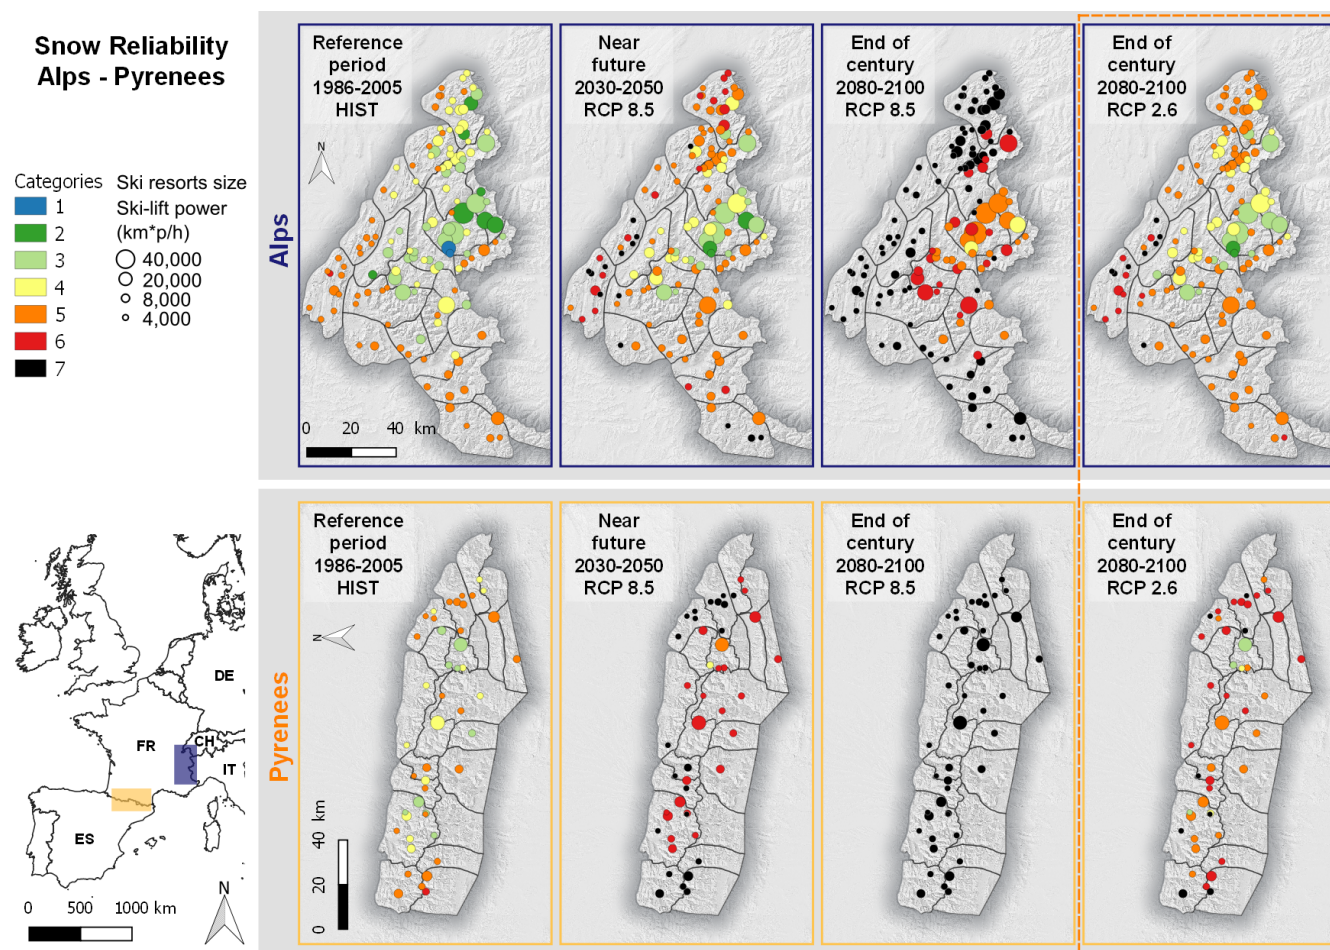 Snow Reliability
Alps - Pyrenees
Categories
1
2
3
4
5
6
7
Ski resorts size
Ski-lift power
(km*p/h)
40,000
20,000
8,000
4,000
Alps
Reference
period
1986-2005
HIST
N
0 20 40 km
Near
future
2030-2050
RCP 8.5
End of
century
2080-2100
RCP 8.5
End of
century
2080-2100
RCP 2.6
Pyrenees
Reference
period
1986-2005
HIST
N
0 20 40 km
Near
future
2030-2050
RCP 8.5
End of
century
2080-2100
RCP 8.5
End of
century
2080-2100
RCP 2.6
DE
FR
CH
IT
ES
N
0 500 1000 km